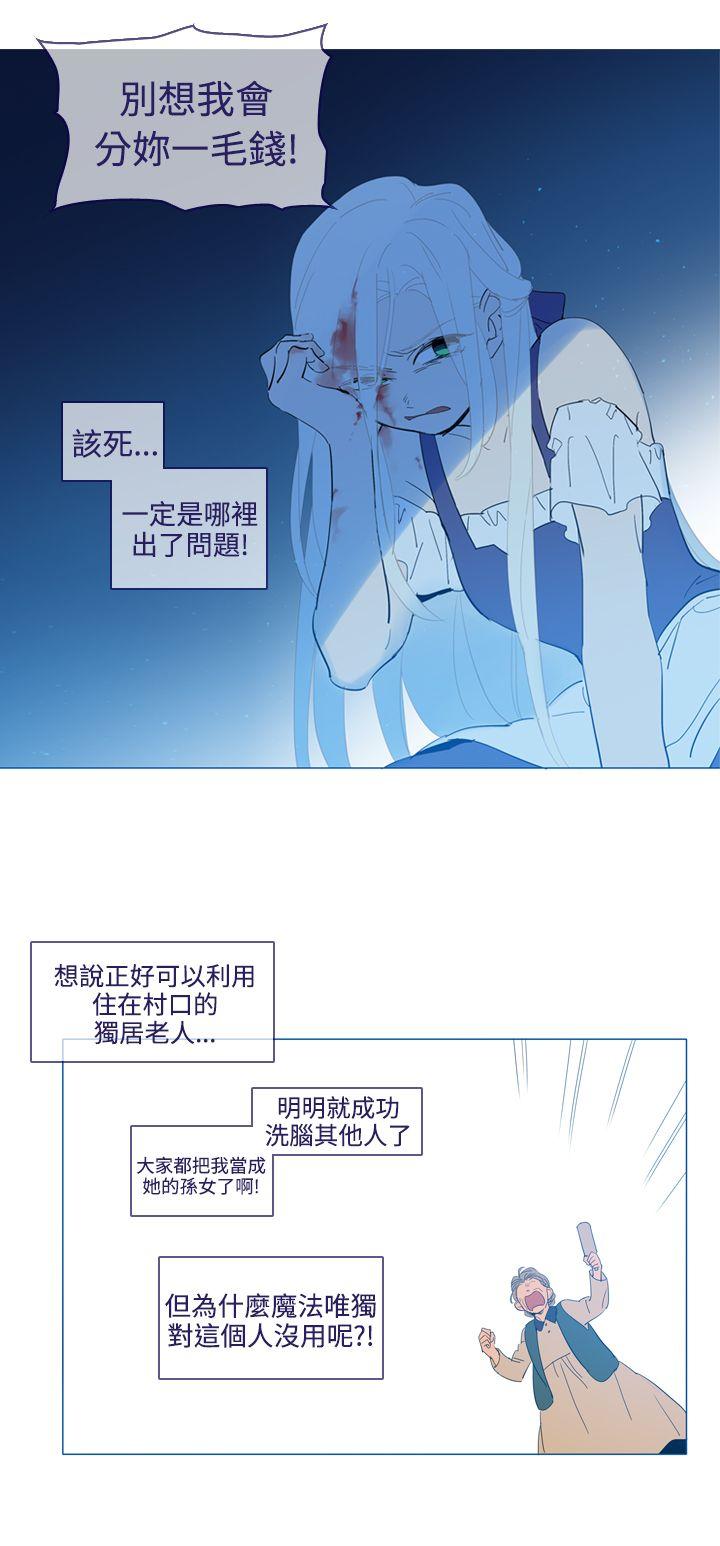 別想我會
分妳一毛錢!
該死...
一定是哪裡
出了問題!
想說正好可以利用
住在村口的
獨居老人...
明明就成功
洗腦其他人了
大家都把我當成
她的孫女了啊!
但為什麼魔法唯獨
對這個人沒用呢?!